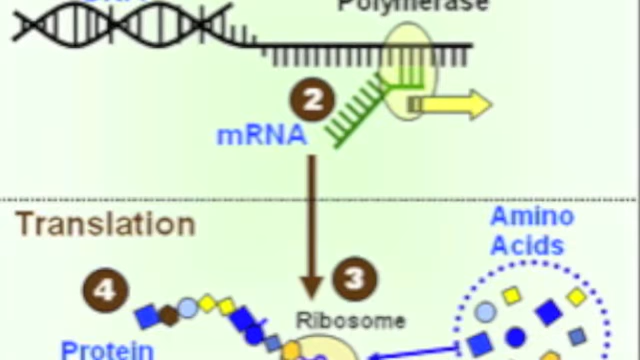 Polymerase
2
mRNA
Translation
Amino
Acids
3
4
Ribosome
Protein